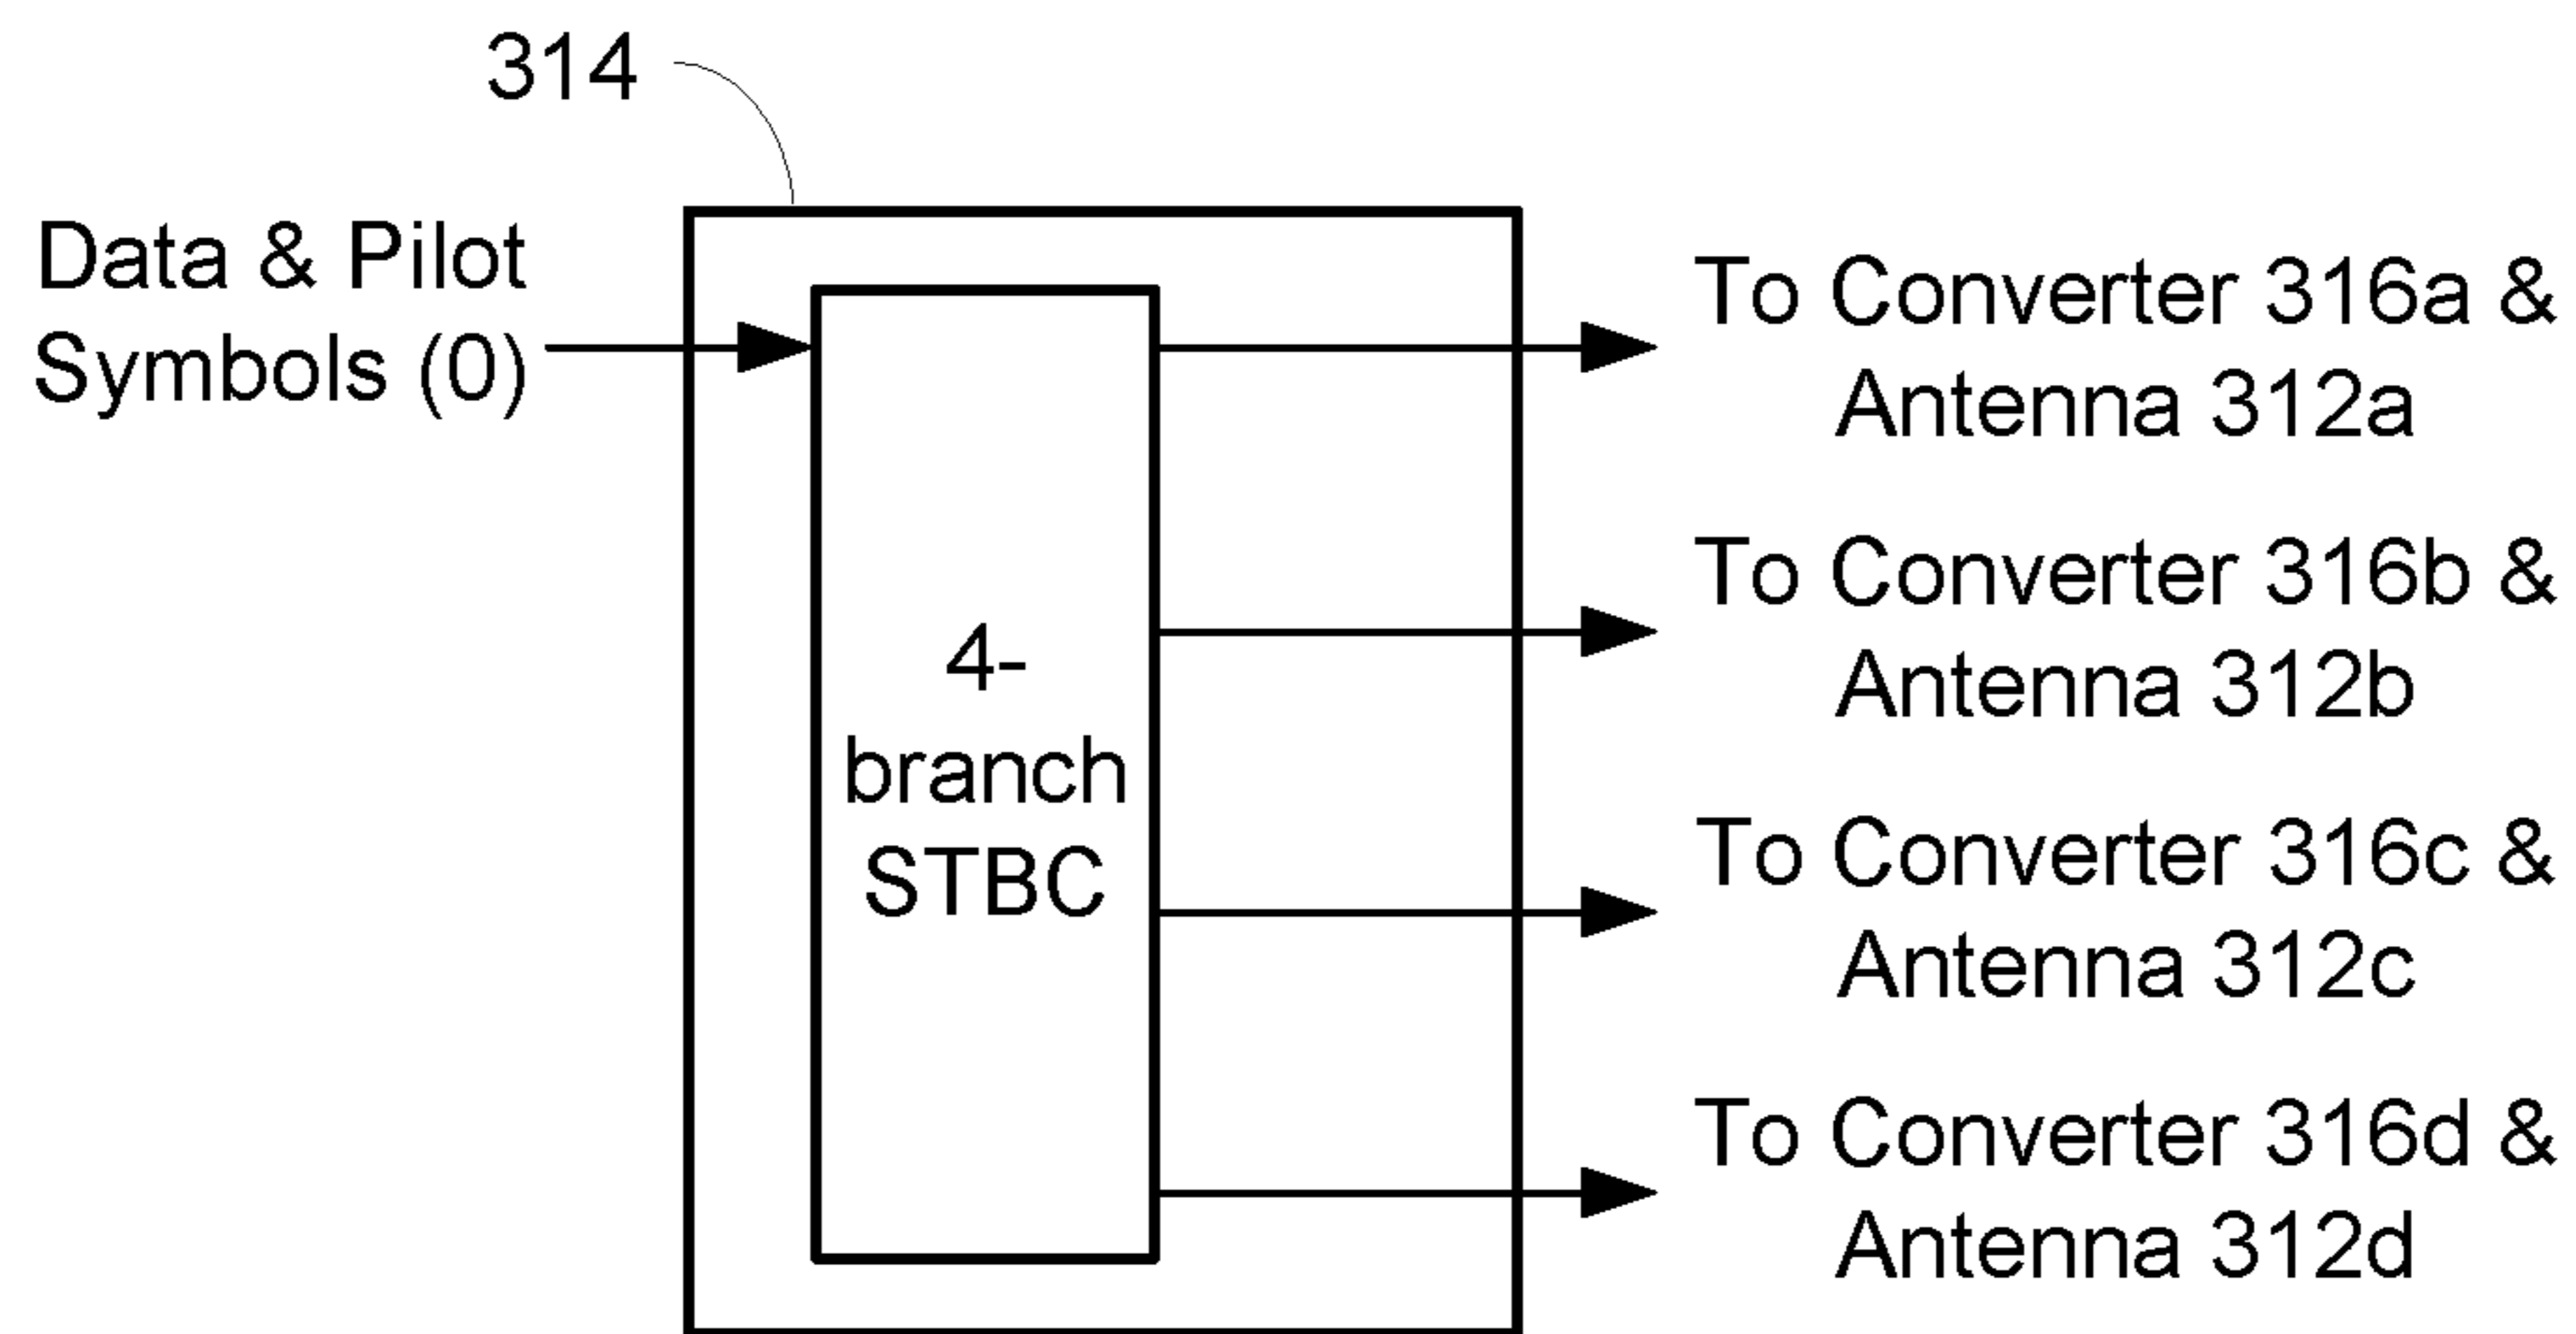 314
Data & Pilot
Symbols (0)
4-
branch
STBC
To Converter 316a &
Antenna 312a
To Converter 316b &
Antenna 312b
To Converter 316c &
Antenna 312c
To Converter 316d &
Antenna 312d